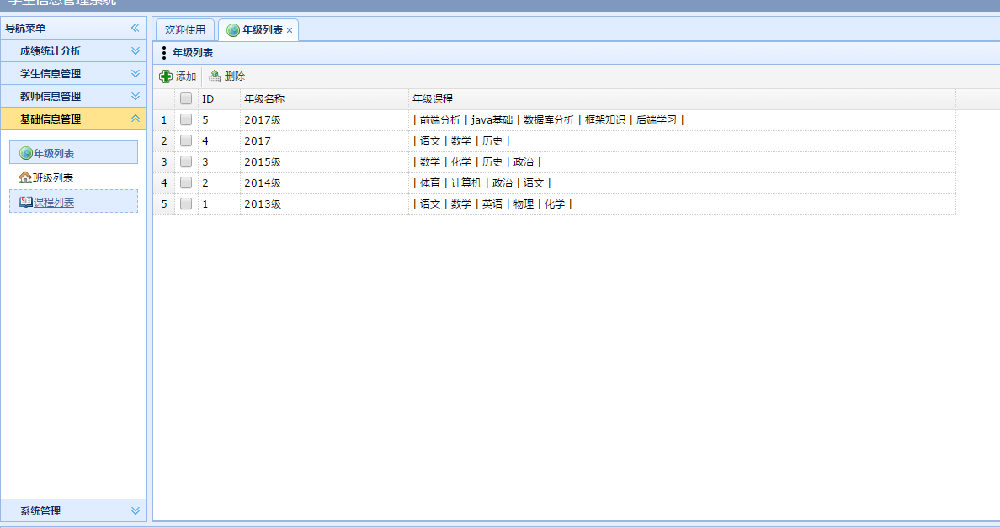 学生信息管理系统
导航菜单
成绩统计分析
学生信息管理
教师信息管理
基础信息管理
年级列表
班级列表
课程列表
系统管理
欢迎使用 年级列表 ×
年级列表
添加 删除
ID 年级名称 年级课程
1 5 2017级 | 前端分析 | java基础 | 数据库分析 | 框架知识 | 后端学习 |
2 4 2017 | 语文 | 数学 | 历史 |
3 3 2015级 | 数学 | 化学 | 历史 | 政治 |
4 2 2014级 | 体育 | 计算机 | 政治 | 语文 |
5 1 2013级 | 语文 | 数学 | 英语 | 物理 | 化学 |